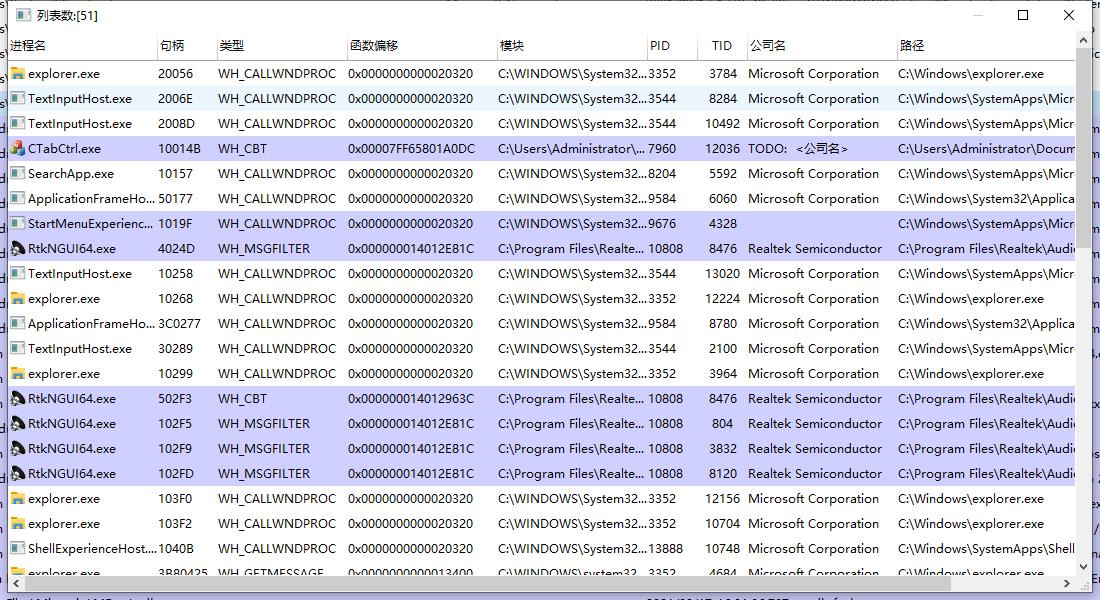 列表数:[51]
进程名 句柄 类型 函数偏移 模块 PID TID 公司名 路径
explorer.exe 20056 WH_CALLWNDPROC 0x0000000000020320 C:\WINDOWS\System32... 3352 3784 Microsoft Corporation C:\Windows\explorer.exe
TextInputHost.exe 2006E WH_CALLWNDPROC 0x0000000000020320 C:\WINDOWS\System32... 3544 8284 Microsoft Corporation C:\Windows\SystemApps\Micr
TextInputHost.exe 2008D WH_CALLWNDPROC 0x0000000000020320 C:\WINDOWS\System32... 3544 10492 Microsoft Corporation C:\Windows\SystemApps\Micr
CTabCtrl.exe 10014B WH_CBT 0x00007FF65801A0DC C:\Users\Administrator\... 7960 12036 TODO: <公司名> C:\Users\Administrator\Docum
SearchApp.exe 10157 WH_CALLWNDPROC 0x0000000000020320 C:\WINDOWS\System32... 8204 5592 Microsoft Corporation C:\Windows\SystemApps\Micr
ApplicationFrameHo... 50177 WH_CALLWNDPROC 0x0000000000020320 C:\WINDOWS\System32... 9584 6060 Microsoft Corporation C:\Windows\System32\Applica
StartMenuExperienc... 1019F WH_CALLWNDPROC 0x0000000000020320 C:\WINDOWS\System32... 9676 4328 C:\Windows\SystemApps\Micr
RtkNGUI64.exe 4024D WH_MSGFILTER 0x000000014012E81C C:\Program Files\Realte... 10808 8476 Realtek Semiconductor C:\Program Files\Realtek\Audi
TextInputHost.exe 10258 WH_CALLWNDPROC 0x0000000000020320 C:\WINDOWS\System32... 3544 13020 Microsoft Corporation C:\Windows\SystemApps\Micr
explorer.exe 10268 WH_CALLWNDPROC 0x0000000000020320 C:\WINDOWS\System32... 3352 12224 Microsoft Corporation C:\Windows\explorer.exe
ApplicationFrameHo... 3C0277 WH_CALLWNDPROC 0x0000000000020320 C:\WINDOWS\System32... 9584 8780 Microsoft Corporation C:\Windows\System32\Applica
TextInputHost.exe 30289 WH_CALLWNDPROC 0x0000000000020320 C:\WINDOWS\System32... 3544 2100 Microsoft Corporation C:\Windows\SystemApps\Micr
explorer.exe 10299 WH_CALLWNDPROC 0x0000000000020320 C:\WINDOWS\System32... 3352 3964 Microsoft Corporation C:\Windows\explorer.exe
RtkNGUI64.exe 502F3 WH_CBT 0x000000014012963C C:\Program Files\Realte... 10808 8476 Realtek Semiconductor C:\Program Files\Realtek\Audi
RtkNGUI64.exe 102F5 WH_MSGFILTER 0x000000014012E81C C:\Program Files\Realte... 10808 804 Realtek Semiconductor C:\Program Files\Realtek\Audi
RtkNGUI64.exe 102F9 WH_MSGFILTER 0x000000014012E81C C:\Program Files\Realte... 10808 3832 Realtek Semiconductor C:\Program Files\Realtek\Audi
RtkNGUI64.exe 102FD WH_MSGFILTER 0x000000014012E81C C:\Program Files\Realte... 10808 8120 Realtek Semiconductor C:\Program Files\Realtek\Audi
explorer.exe 103F0 WH_CALLWNDPROC 0x0000000000020320 C:\WINDOWS\System32... 3352 12156 Microsoft Corporation C:\Windows\explorer.exe
explorer.exe 103F2 WH_CALLWNDPROC 0x0000000000020320 C:\WINDOWS\System32... 3352 10704 Microsoft Corporation C:\Windows\explorer.exe
ShellExperienceHost.... 1040B WH_CALLWNDPROC 0x0000000000020320 C:\WINDOWS\System32... 13888 10748 Microsoft Corporation C:\Windows\SystemApps\Shell
explorer.exe 3B80425 WH_GETMESSAGE 0x0000000000013400 C:\WINDOWS\system32... 3352 4684 Microsoft Corporation C:\Windows\explorer.exe